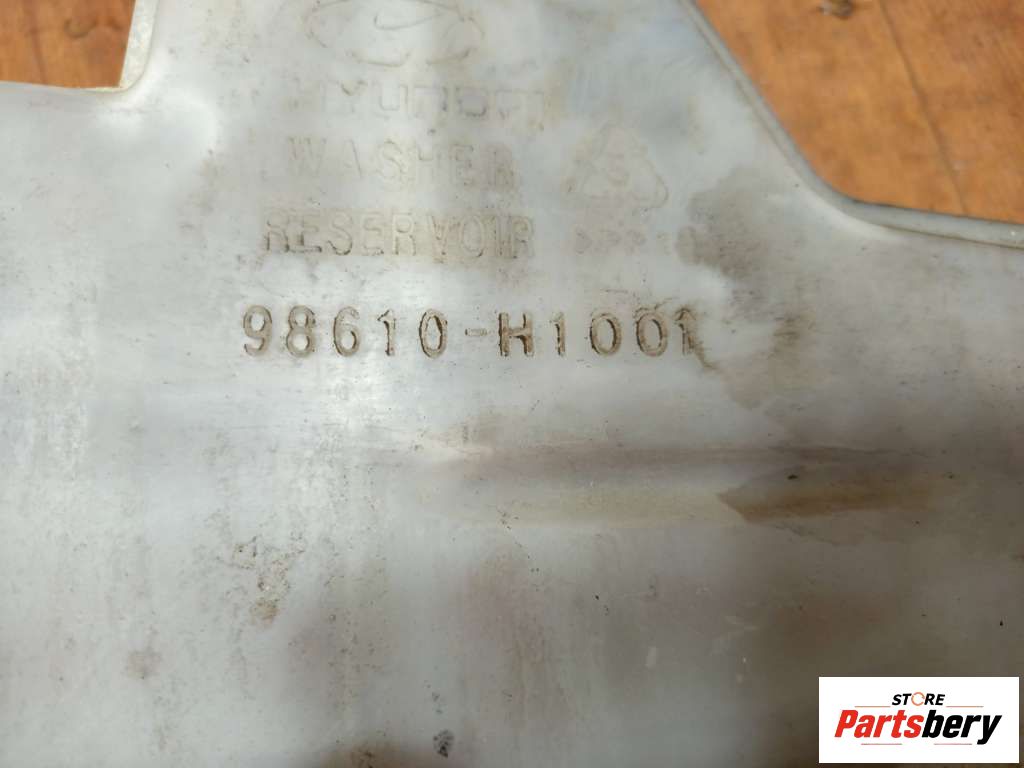 HYUNDAI
WASHER
RESERVOIR
98610-H1001
STORE
Partsbery